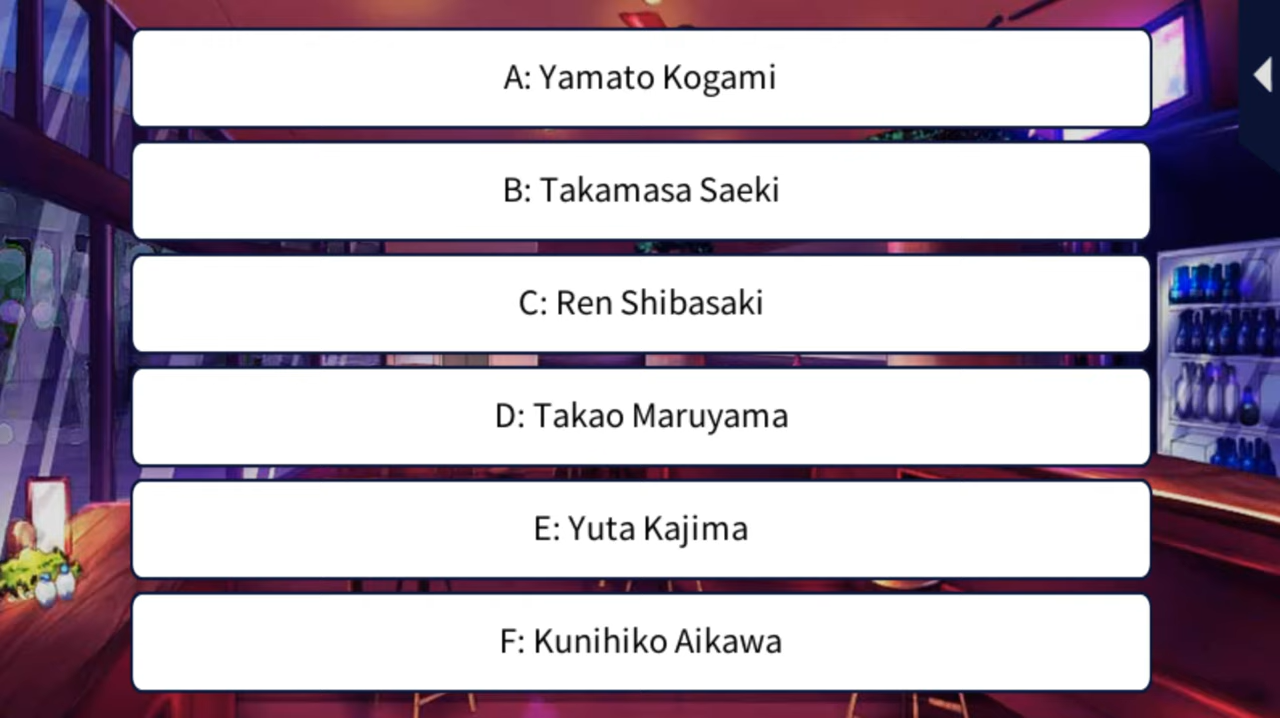 A: Yamato Kogami
B: Takamasa Saeki
C: Ren Shibasaki
D: Takao Maruyama
E: Yuta Kajima
F: Kunihiko Aikawa